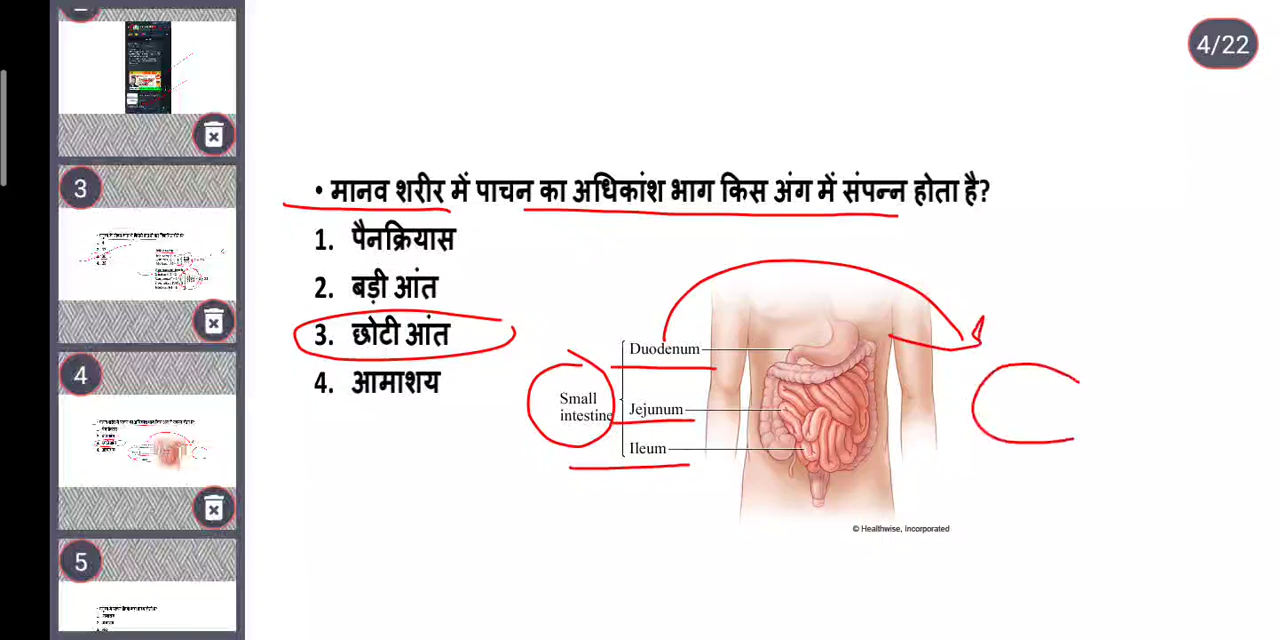 4/22
3
4
5
• मानव शरीर में पाचन का अधिकांश भाग किस अंग में संपन्न होता है?
1. पैनक्रियास
2. बड़ी आंत
3. छोटी आंत
4. आमाशय
Duodenum
Small
intestine
Jejunum
Ileum
© Healthwise, Incorporated